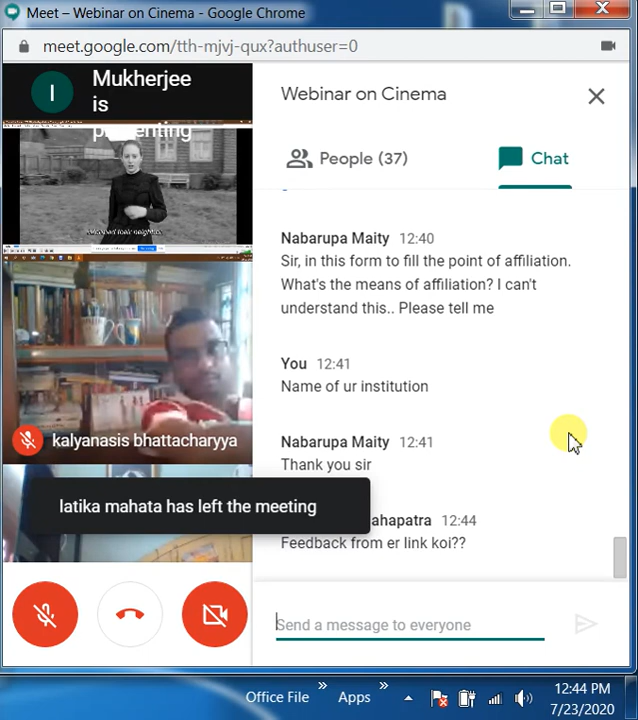 Meet – Webinar on Cinema - Google Chrome
meet.google.com/tth-mjvj-qux?authuser=0
I
Mukherjee
is
presenting
Webinar on Cinema
People (37)
Chat
Nabarupa Maity 12:40
Sir, in this form to fill the point of affiliation.
What's the means of affiliation? I can't
understand this.. Please tell me
You 12:41
Name of ur institution
Nabarupa Maity 12:41
Thank you sir
kalyanasis bhattacharyya
latika mahata has left the meeting
ahapatra 12:44
Feedback from er link koi??
Send a message to everyone
Office File
Apps
12:44 PM
7/23/2020